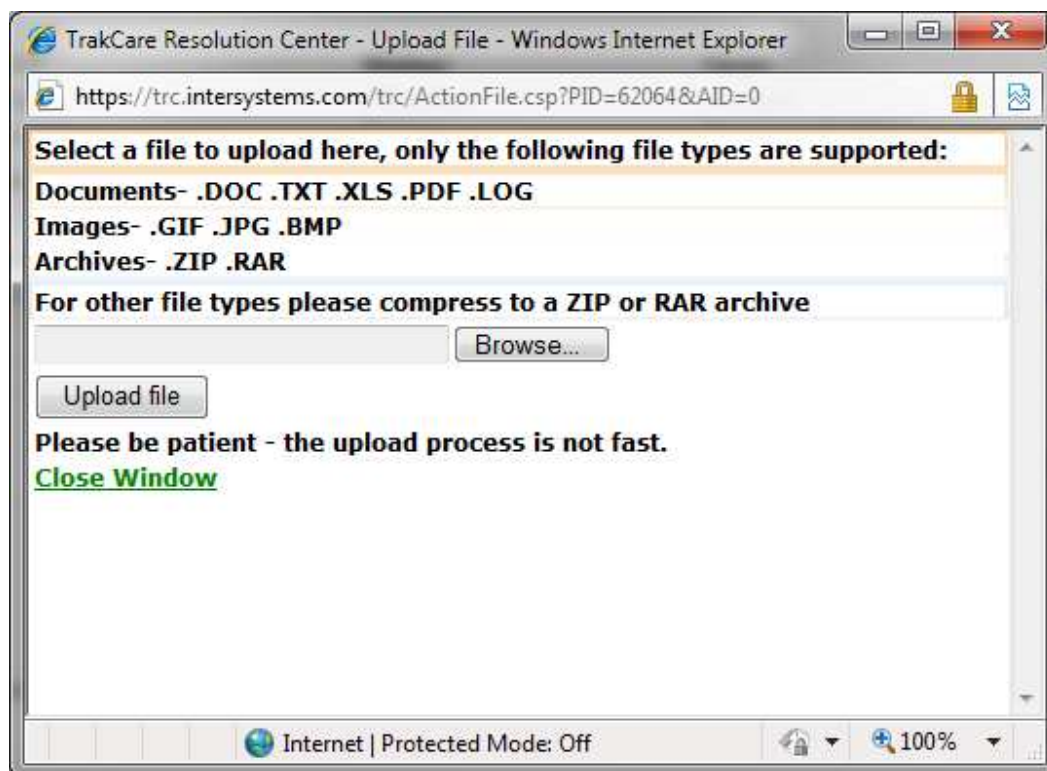 TrakCare Resolution Center - Upload File - Windows Internet Explorer
https://trc.intersystems.com/trc/ActionFile.csp?PID=62064&AID=0
Select a file to upload here, only the following file types are supported:
Documents- .DOC .TXT .XLS .PDF .LOG
Images- .GIF .JPG .BMP
Archives- .ZIP .RAR
For other file types please compress to a ZIP or RAR archive
Browse...
Upload file
Please be patient - the upload process is not fast.
Close Window
Internet | Protected Mode: Off 100%